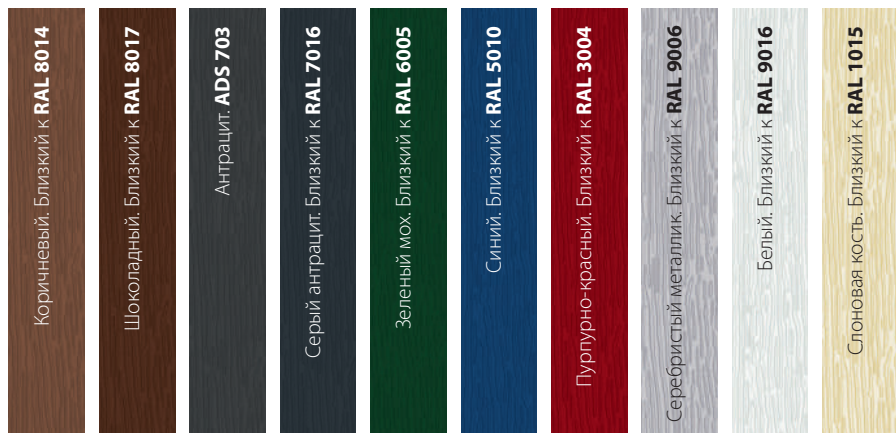 Коричневый. Близкий к RAL 8014
Шоколадный. Близкий к RAL 8017
Антрацит. ADS 703
Серый антрацит. Близкий к RAL 7016
Зеленый мох. Близкий к RAL 6005
Синий. Близкий к RAL 5010
Пурпурно-красный. Близкий к RAL 3004
Серебристый металлик. Близкий к RAL 9006
Белый. Близкий к RAL 9016
Слоновая кость. Близкий к RAL 1015